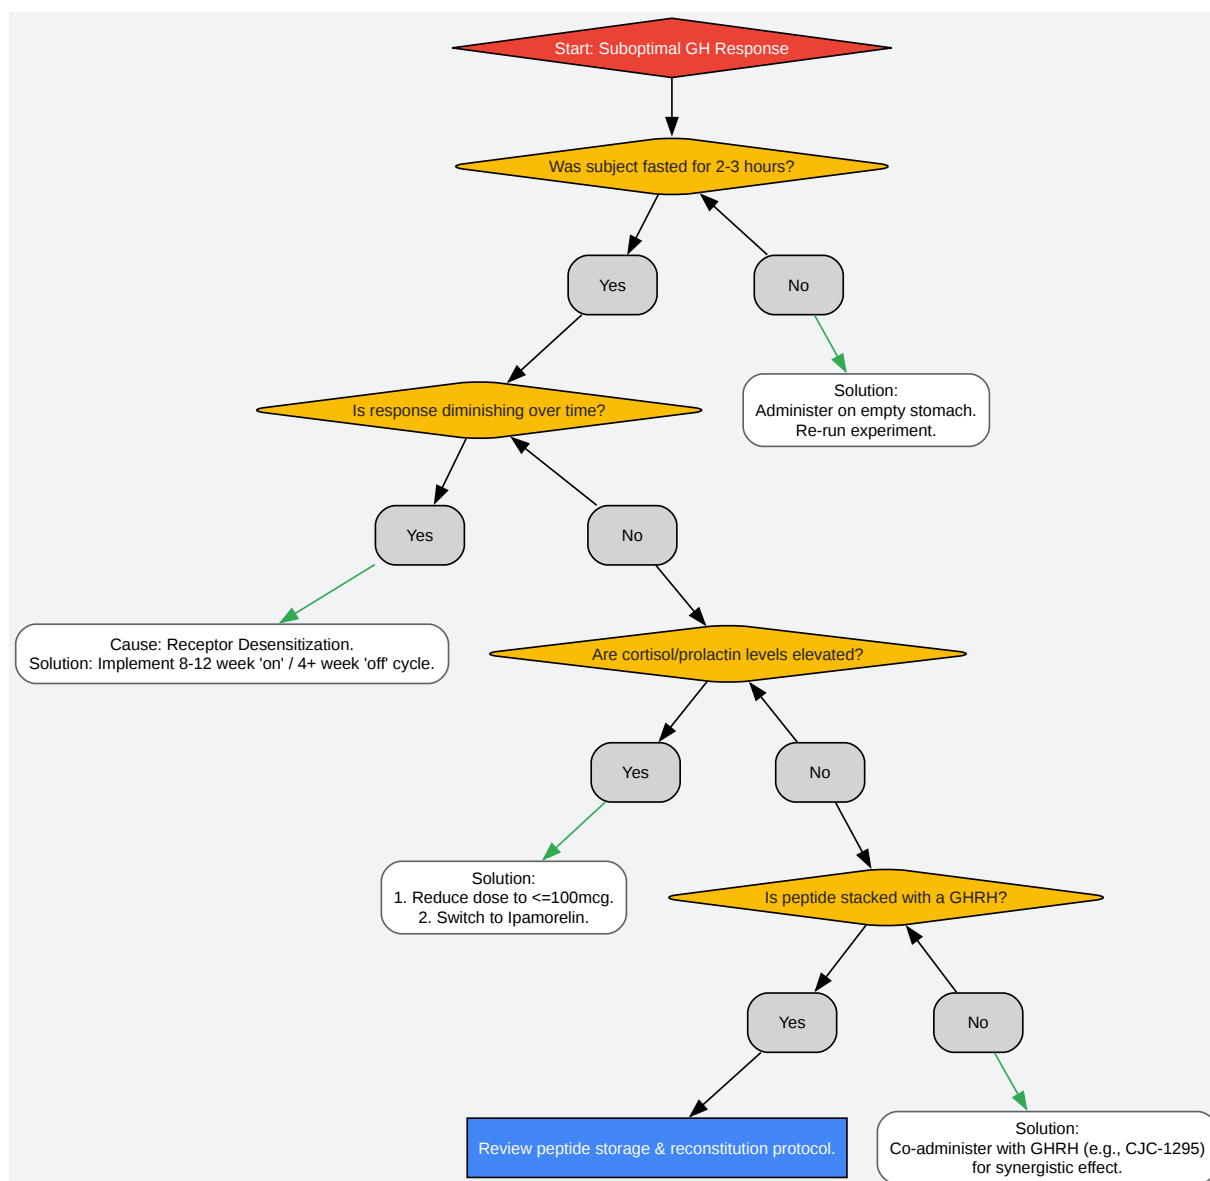 Start: Suboptimal GH Response
Was subject fasted for 2-3 hours?
Yes
No
Solution:
Administer on empty stomach.
Re-run experiment.
Is response diminishing over time?
Yes
No
Cause: Receptor Desensitization.
Solution: Implement 8-12 week 'on' / 4+ week 'off' cycle.
Are cortisol/prolactin levels elevated?
Yes
No
Solution:
1. Reduce dose to <=100mcg.
2. Switch to Ipamorelin.
Is peptide stacked with a GHRH?
Yes
No
Review peptide storage & reconstitution protocol.
Solution:
Co-administer with GHRH (e.g., CJC-1295)
for synergistic effect.